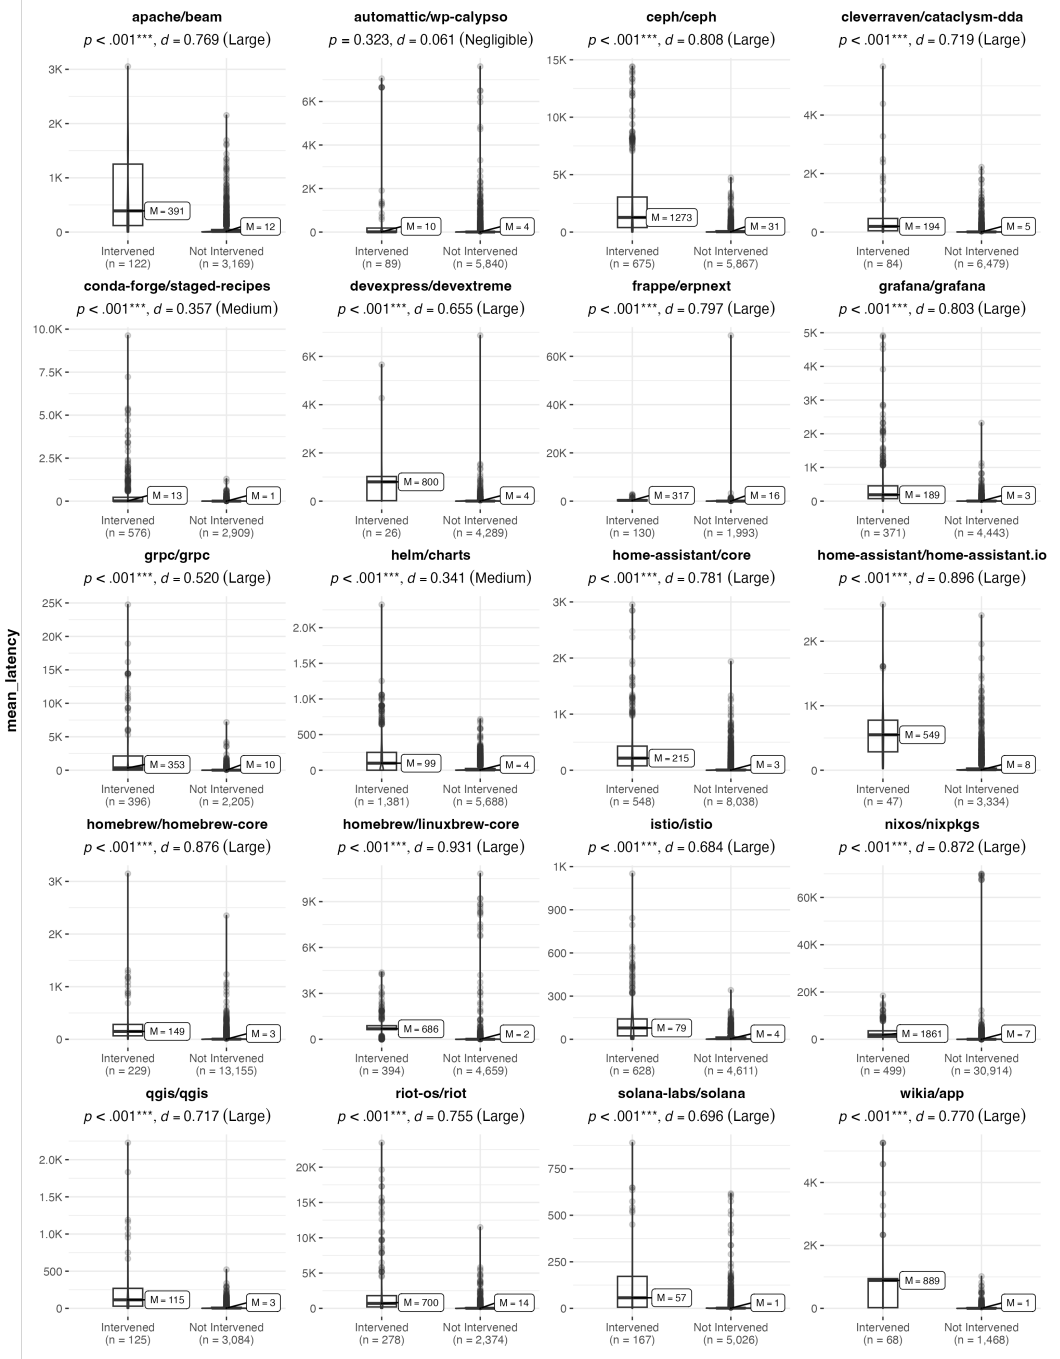 mean_latency
apache/beam
p < .001***, d = 0.769 (Large)
3K
2K
1K
0
M = 391
M = 12
Intervened
(n = 122)
Not Intervened
(n = 3,169)
automattic/wp-calypso
p = 0.323, d = 0.061 (Negligible)
6K
4K
2K
0
M = 10
M = 4
Intervened
(n = 89)
Not Intervened
(n = 5,840)
ceph/ceph
p < .001***, d = 0.808 (Large)
15K
10K
5K
0
M = 1273
M = 31
Intervened
(n = 675)
Not Intervened
(n = 5,867)
cleverraven/cataclysm-dda
p < .001***, d = 0.719 (Large)
4K
2K
0
M = 194
M = 5
Intervened
(n = 84)
Not Intervened
(n = 6,479)
conda-forge/staged-recipes
p < .001***, d = 0.357 (Medium)
10.0K
7.5K
5.0K
2.5K
0
M = 13
M = 1
Intervened
(n = 576)
Not Intervened
(n = 2,909)
devexpress/devextreme
p < .001***, d = 0.655 (Large)
6K
4K
2K
0
M = 800
M = 4
Intervened
(n = 26)
Not Intervened
(n = 4,289)
frappe/erpnext
p < .001***, d = 0.797 (Large)
60K
40K
20K
0
M = 317
M = 16
Intervened
(n = 130)
Not Intervened
(n = 1,993)
grafana/grafana
p < .001***, d = 0.803 (Large)
5K
4K
3K
2K
1K
0
M = 189
M = 3
Intervened
(n = 371)
Not Intervened
(n = 4,443)
grpc/grpc
p < .001***, d = 0.520 (Large)
25K
20K
15K
10K
5K
0
M = 353
M = 10
Intervened
(n = 396)
Not Intervened
(n = 2,205)
helm/charts
p < .001***, d = 0.341 (Medium)
2.0K
1.5K
1.0K
500
0
M = 99
M = 4
Intervened
(n = 1,381)
Not Intervened
(n = 5,688)
home-assistant/core
p < .001***, d = 0.781 (Large)
3K
2K
1K
0
M = 215
M = 3
Intervened
(n = 548)
Not Intervened
(n = 8,038)
home-assistant/home-assistant.io
p < .001***, d = 0.896 (Large)
2K
1K
0
M = 549
M = 8
Intervened
(n = 47)
Not Intervened
(n = 3,334)
homebrew/homebrew-core
p < .001***, d = 0.876 (Large)
3K
2K
1K
0
M = 149
M = 3
Intervened
(n = 229)
Not Intervened
(n = 13,155)
homebrew/linuxbrew-core
p < .001***, d = 0.931 (Large)
9K
6K
3K
0
M = 686
M = 2
Intervened
(n = 394)
Not Intervened
(n = 4,659)
istio/istio
p < .001***, d = 0.684 (Large)
1K
900
600
300
0
M = 79
M = 4
Intervened
(n = 628)
Not Intervened
(n = 4,611)
nixos/nixpkgs
p < .001***, d = 0.872 (Large)
60K
40K
20K
0
M = 1861
M = 7
Intervened
(n = 499)
Not Intervened
(n = 30,914)
qgis/qgis
p < .001***, d = 0.717 (Large)
2.0K
1.5K
1.0K
500
0
M = 115
M = 3
Intervened
(n = 125)
Not Intervened
(n = 3,084)
riot-os/riot
p < .001***, d = 0.755 (Large)
20K
15K
10K
5K
0
M = 700
M = 14
Intervened
(n = 278)
Not Intervened
(n = 2,374)
solana-labs/solana
p < .001***, d = 0.696 (Large)
750
500
250
0
M = 57
M = 1
Intervened
(n = 167)
Not Intervened
(n = 5,026)
wikia/app
p < .001***, d = 0.770 (Large)
4K
2K
0
M = 889
M = 1
Intervened
(n = 68)
Not Intervened
(n = 1,468)